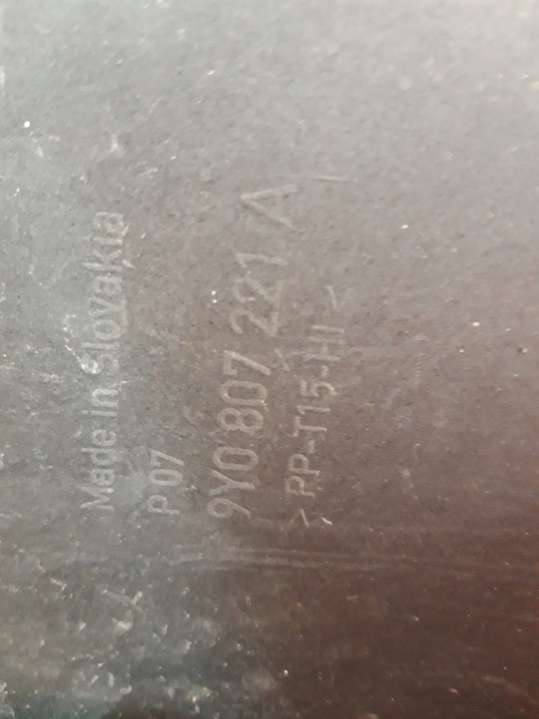 Made in Slovakia
P 07
9Y0 807 221 A
> PP-T15-HI <